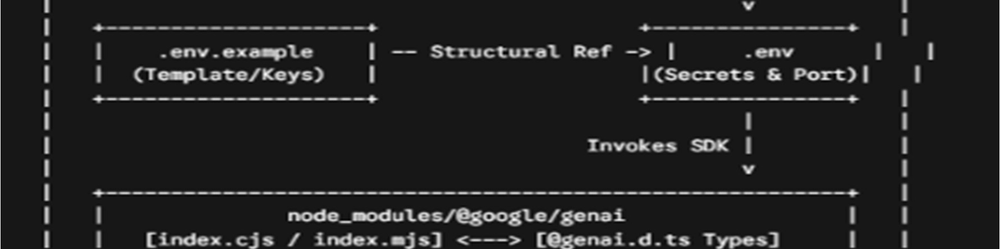 |                                                      v           |
|   +---------------------+                    +----------------+   |
|   |    .env.example    | -- Structural Ref -> |     .env      |   |
|   |  (Template/Keys)   |                    |(Secrets & Port)|   |
|   +---------------------+                    +----------------+   |
|                                                      |           |
|                                         Invokes SDK |           |
|                                                      v           |
|   +----------------------------------------------------------+   |
|   |              node_modules/@google/genai                 |   |
|   |   [index.cjs / index.mjs] <---> [@genai.d.ts Types]     |   |